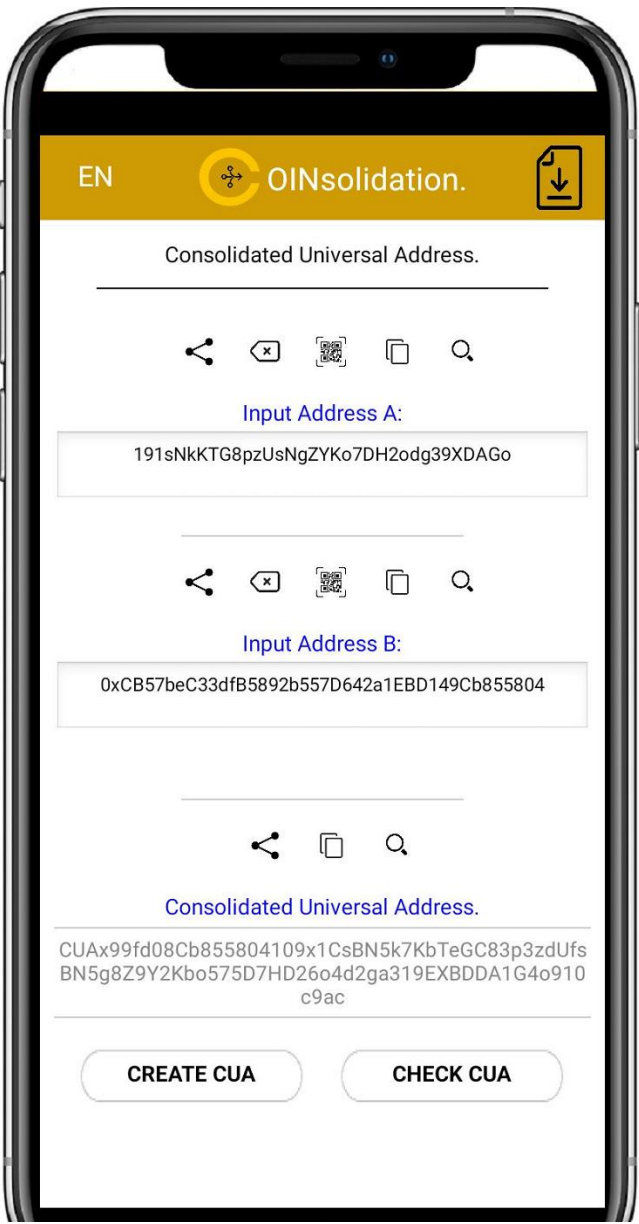 EN
COINsolidation.
Consolidated Universal Address.
Input Address A:
191sNkKTG8pzUsNgZYKo7DH2odg39XDAGo
Input Address B:
0xCB57beC33dfB5892b557D642a1EBD149Cb855804
Consolidated Universal Address.
CUAx99fd08Cb855804109x1CsBN5k7KbTeGC83p3zdUfs
BN5g8Z9Y2Kbo575D7HD26o4d2ga319EXBDDA1G4o910
c9ac
CREATE CUA
CHECK CUA